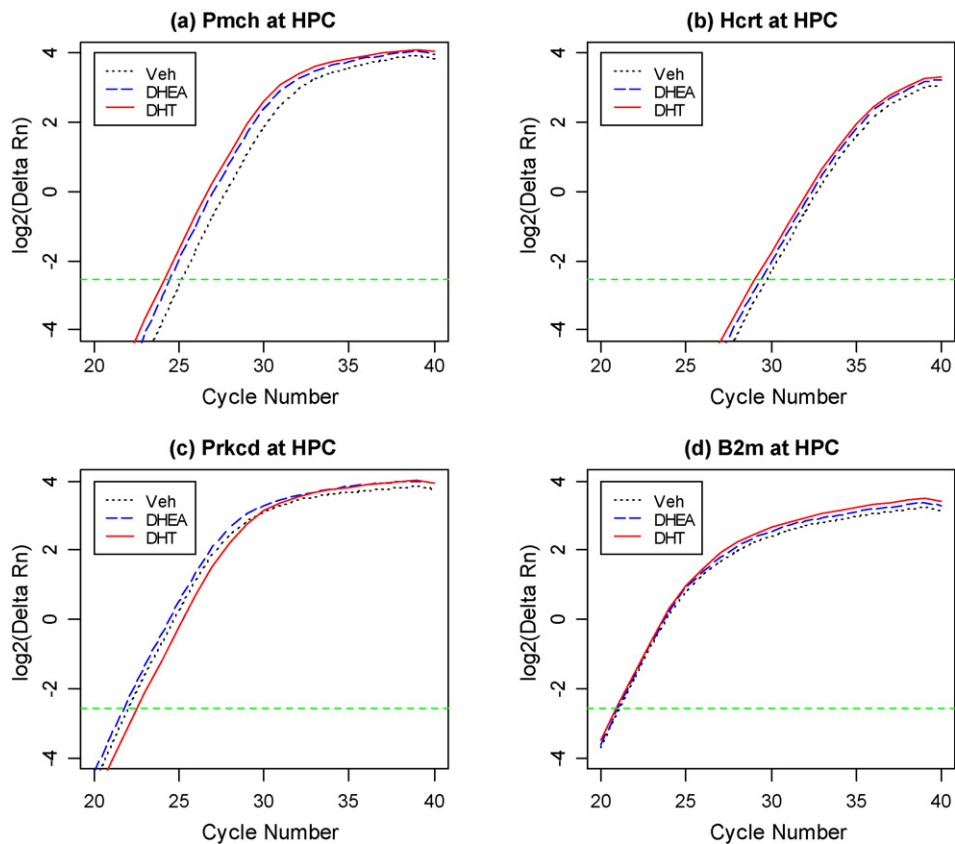 (a) Pmch at HPC
log2(Delta Rn)
4
2
0
-2
-4
Veh
DHEA
DHT
20 25 30 35 40
Cycle Number
(b) Hcrt at HPC
log2(Delta Rn)
4
2
0
-2
-4
Veh
DHEA
DHT
20 25 30 35 40
Cycle Number
(c) Prkcd at HPC
log2(Delta Rn)
4
2
0
-2
-4
Veh
DHEA
DHT
20 25 30 35 40
Cycle Number
(d) B2m at HPC
log2(Delta Rn)
4
2
0
-2
-4
Veh
DHEA
DHT
20 25 30 35 40
Cycle Number